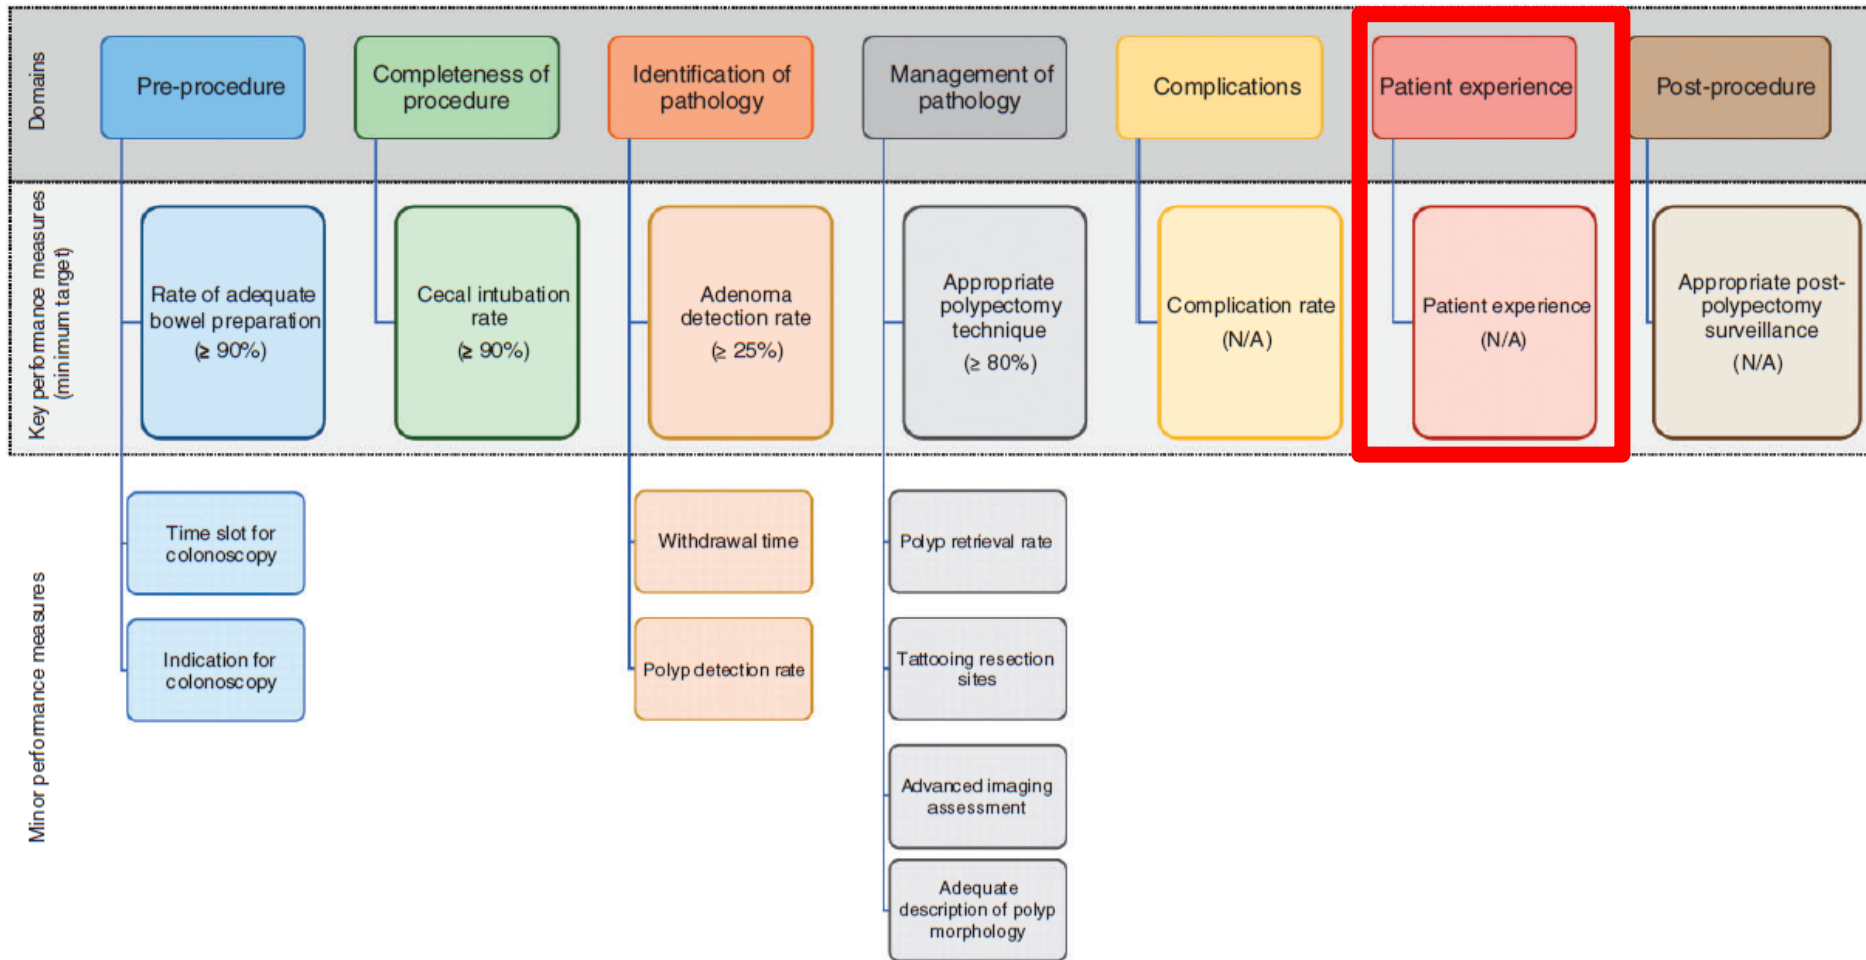 Domains
Pre-procedure
Completeness of
procedure
Identification of
pathology
Management of
pathology
Complications
Patient experience
Post-procedure
Key performance measures
(minimum target)
Rate of adequate
bowel preparation
(≥ 90%)
Cecal intubation
rate
(≥ 90%)
Adenoma
detection rate
(≥ 25%)
Appropriate
polypectomy
technique
(≥ 80%)
Complication rate
(N/A)
Patient experience
(N/A)
Appropriate post-
polypectomy
surveillance
(N/A)
Minor performance measures
Time slot for
colonoscopy
Indication for
colonoscopy
Withdrawal time
Polyp detection rate
Polyp retrieval rate
Tattooing resection
sites
Advanced imaging
assessment
Adequate
description of polyp
morphology